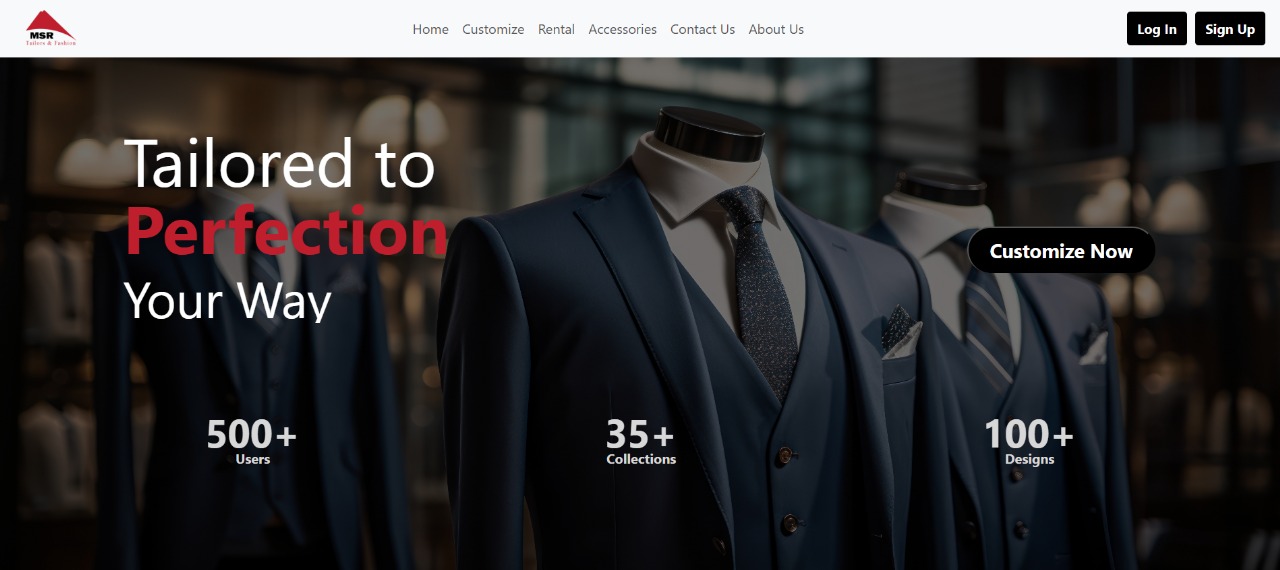 MSR
Tailors & Fashion
Home Customize Rental Accessories Contact Us About Us
Log In Sign Up
Tailored to
Perfection
Your Way
Customize Now
500+ 35+ 100+
Users Collections Designs